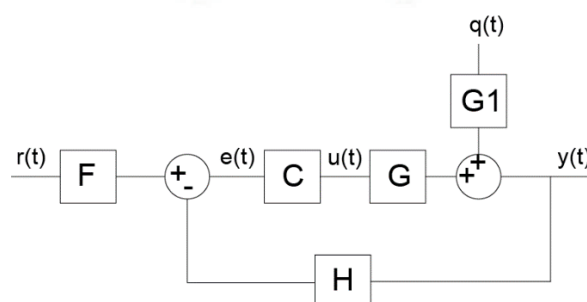 q(t)
G1
r(t) F + - e(t) C u(t) G + + y(t)
H